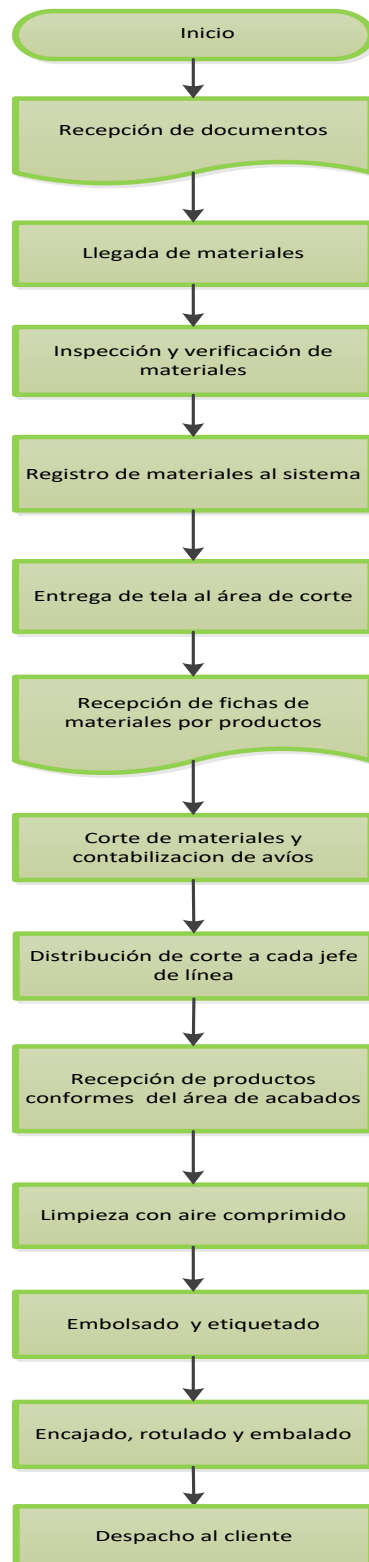 Inicio
Recepción de documentos
Llegada de materiales
Inspección y verificación de
materiales
Registro de materiales al sistema
Entrega de tela al área de corte
Recepción de fichas de
materiales por productos
Corte de materiales y
contabilizacion de avíos
Distribución de corte a cada jefe
de línea
Recepción de productos
conformes del área de acabados
Limpieza con aire comprimido
Embolsado y etiquetado
Encajado, rotulado y embalado
Despacho al cliente